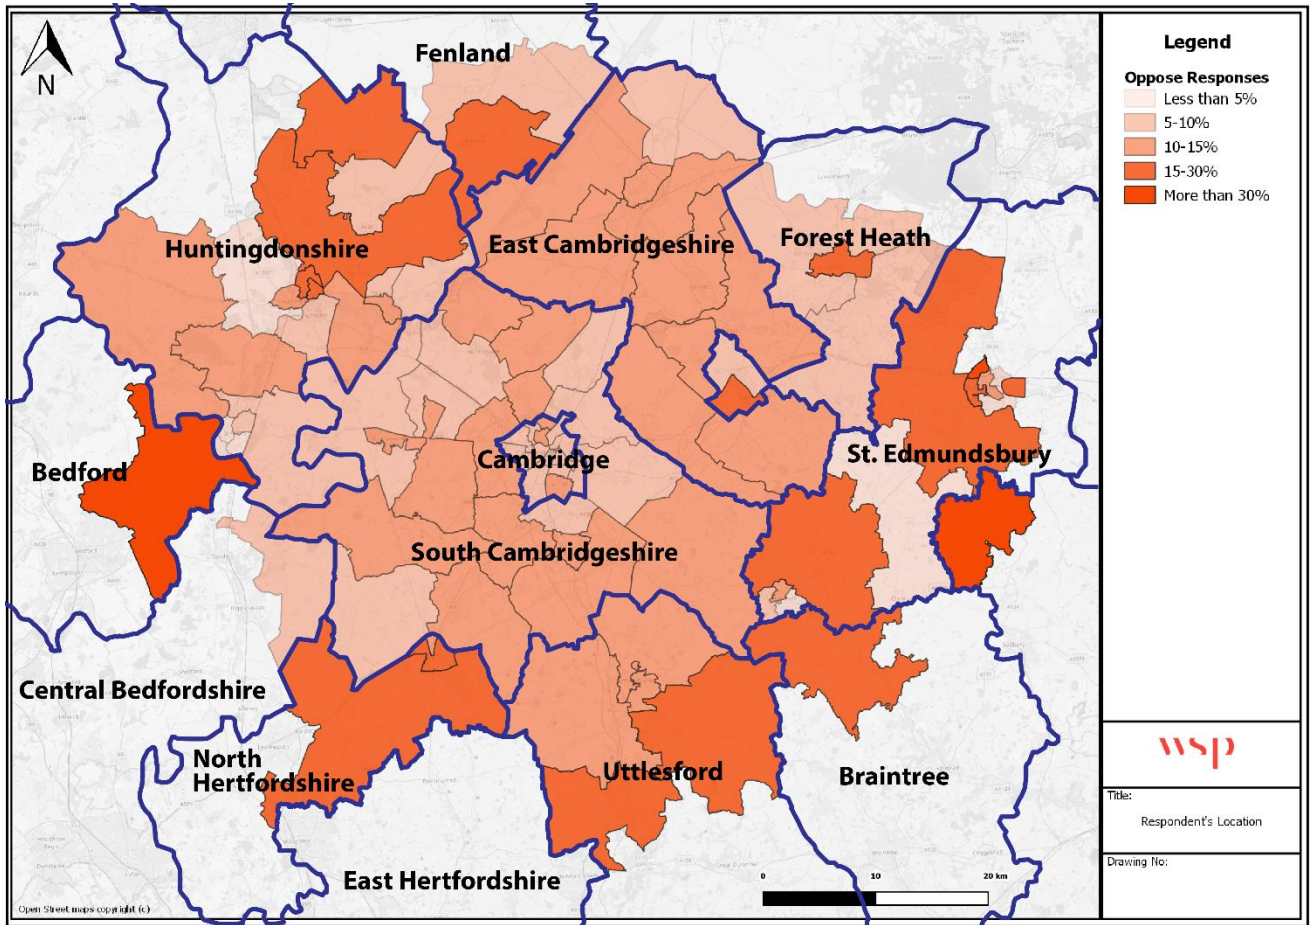 N
Fenland
Huntingdonshire
East Cambridgeshire
Forest Heath
Bedford
Cambridge
St. Edmundsbury
South Cambridgeshire
Central Bedfordshire
North
Hertfordshire
Uttlesford
Braintree
East Hertfordshire
0 10 20 km
Open Street maps copyright (c)
Legend
Oppose Responses
Less than 5%
5-10%
10-15%
15-30%
More than 30%
wsp
Title:
Respondent's Location
Drawing No: